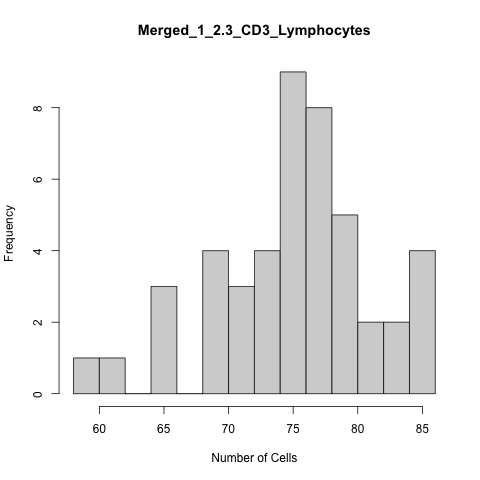 Merged_1_2.3_CD3_Lymphocytes
Frequency
8
6
4
2
0
60 65 70 75 80 85
Number of Cells